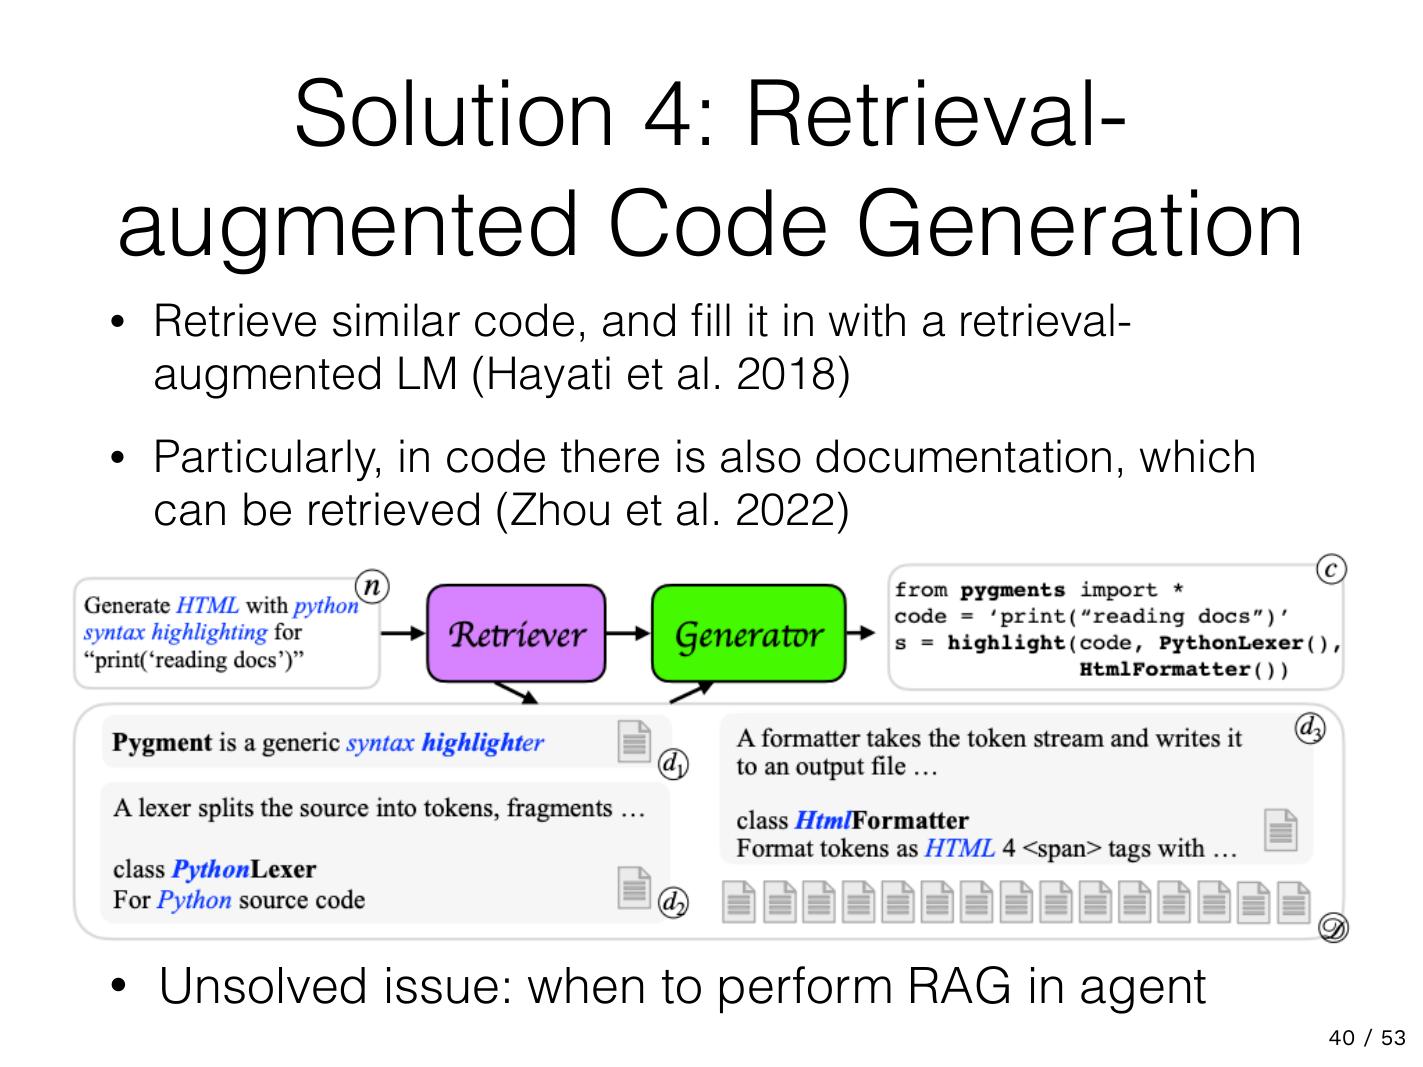 Solution 4: Retrieval-
augmented Code Generation
• Retrieve similar code, and fill it in with a retrieval-
augmented LM (Hayati et al. 2018)
• Particularly, in code there is also documentation, which
can be retrieved (Zhou et al. 2022)
n
Generate HTML with python
syntax highlighting for
“print(‘reading docs’)”
Retriever
Generator
c
from pygments import *
code = ‘print(“reading docs”)’
s = highlight(code, PythonLexer(),
HtmlFormatter())
Pygment is a generic syntax highlighter
d1
A lexer splits the source into tokens, fragments …
class PythonLexer
For Python source code
d2
A formatter takes the token stream and writes it
to an output file …
d3
class HtmlFormatter
Format tokens as HTML 4 <span> tags with …
𝒟
• Unsolved issue: when to perform RAG in agent
40 / 53